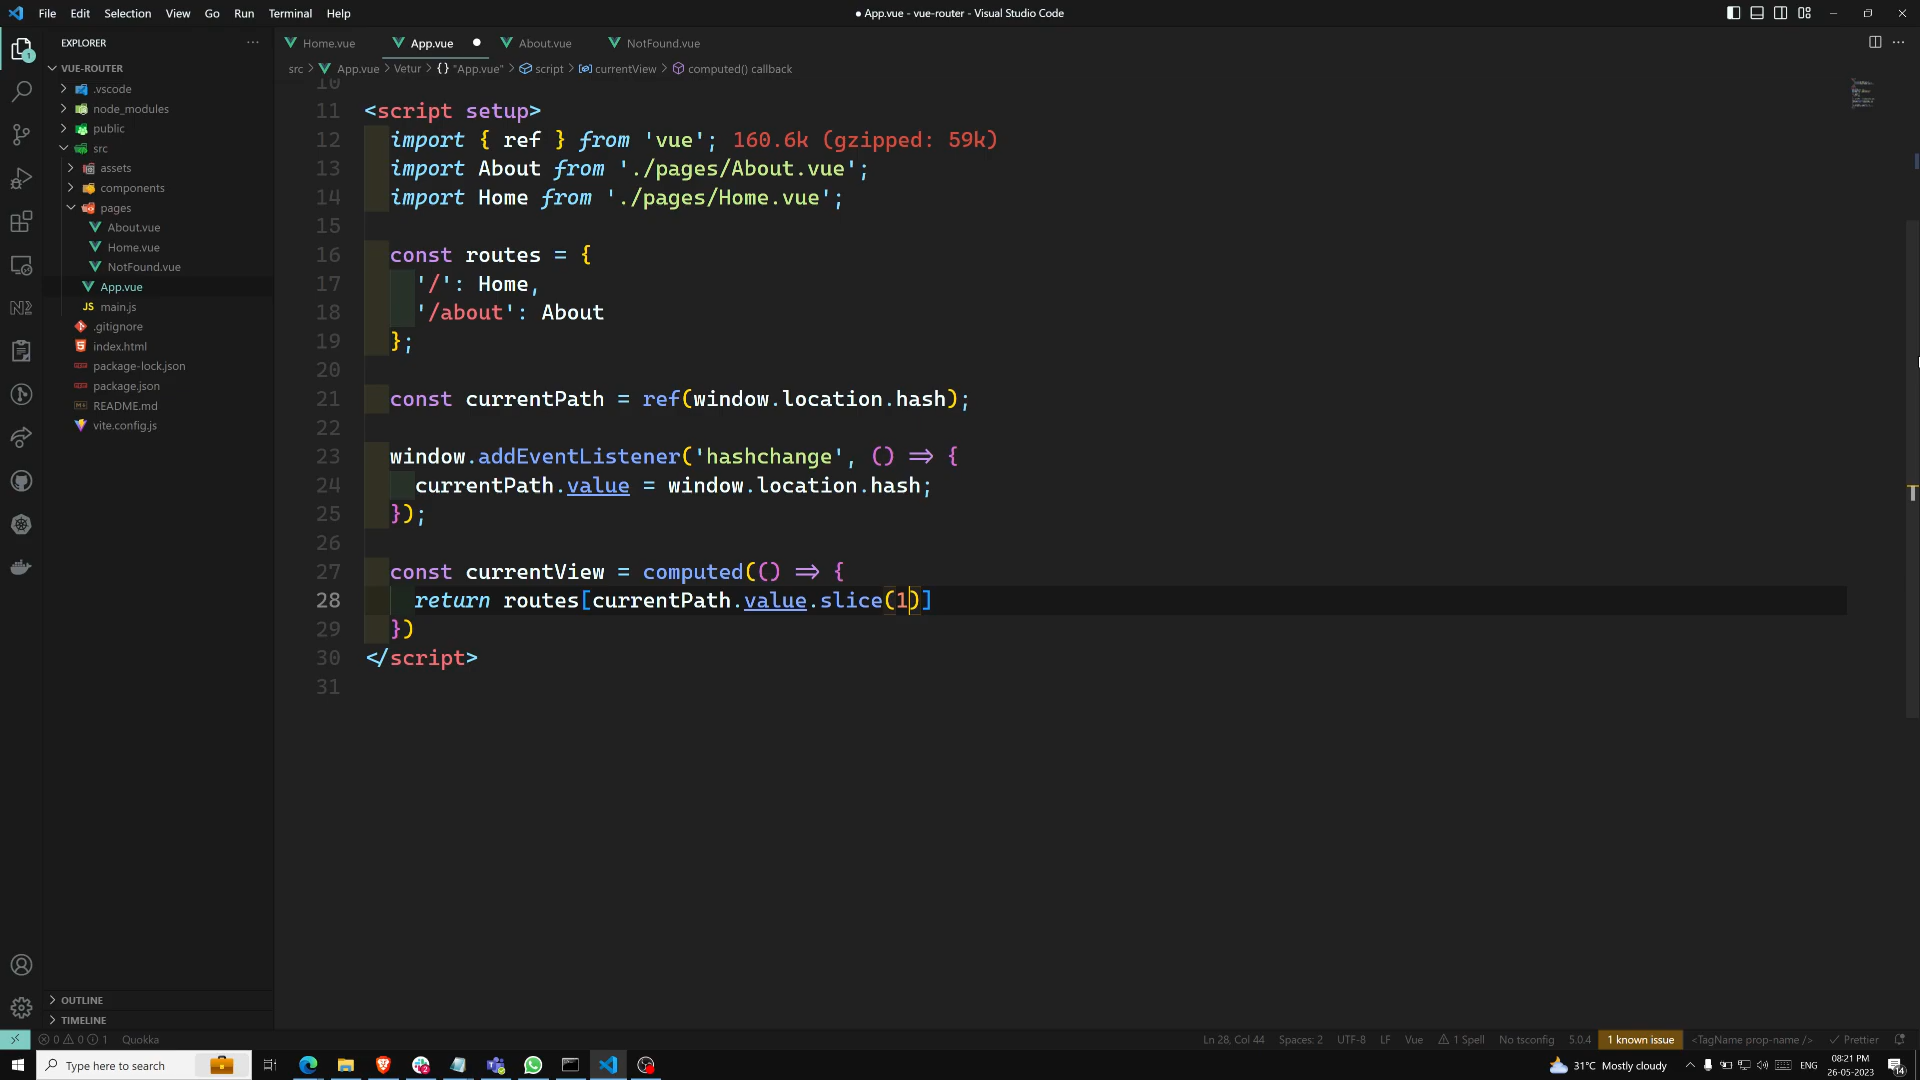 File Edit Selection View Go Run Terminal Help
● App.vue - vue-router - Visual Studio Code
EXPLORER
Home.vue App.vue About.vue NotFound.vue
VUE-ROUTER
src > App.vue > Vetur > {} "App.vue" > script > currentView > computed() callback
.vscode
node_modules
public
src
assets
components
pages
About.vue
Home.vue
NotFound.vue
App.vue
JS main.js
.gitignore
index.html
package-lock.json
package.json
README.md
vite.config.js
OUTLINE
TIMELINE
10
11 <script setup>
12 import { ref } from 'vue'; 160.6k (gzipped: 59k)
13 import About from './pages/About.vue';
14 import Home from './pages/Home.vue';
15
16 const routes = {
17 '/': Home,
18 '/about': About
19 };
20
21 const currentPath = ref(window.location.hash);
22
23 window.addEventListener('hashchange', () => {
24 currentPath.value = window.location.hash;
25 });
26
27 const currentView = computed(() => {
28 return routes[currentPath.value.slice(1)]
29 })
30 </script>
31
0 0 1 Quokka
Ln 28, Col 44 Spaces: 2 UTF-8 LF Vue 1 Spell No tsconfig 5.0.4 1 known issue <TagName prop-name /> Prettier
Type here to search
31°C Mostly cloudy
ENG
08:21 PM
26-05-2023
14